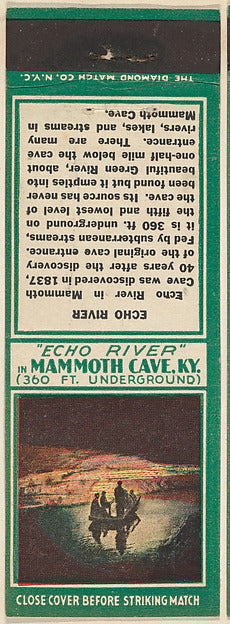 THE DIAMOND MATCH CO. N.Y.C.
ECHO RIVER
Echo River in Mammoth
Cave was discovered in 1837,
40 years after the discovery
of the original cave entrance.
Fed by subterranean streams,
it is 360 ft. underground on
the fifth and lowest level of
the cave. Its source has never
been found but it empties into
beautiful Green River, about
one-half mile below the cave
entrance. There are many
rivers, lakes, and streams in
Mammoth Cave.
"ECHO RIVER"
IN MAMMOTH CAVE, KY.
(360 FT. UNDERGROUND)
CLOSE COVER BEFORE STRIKING MATCH